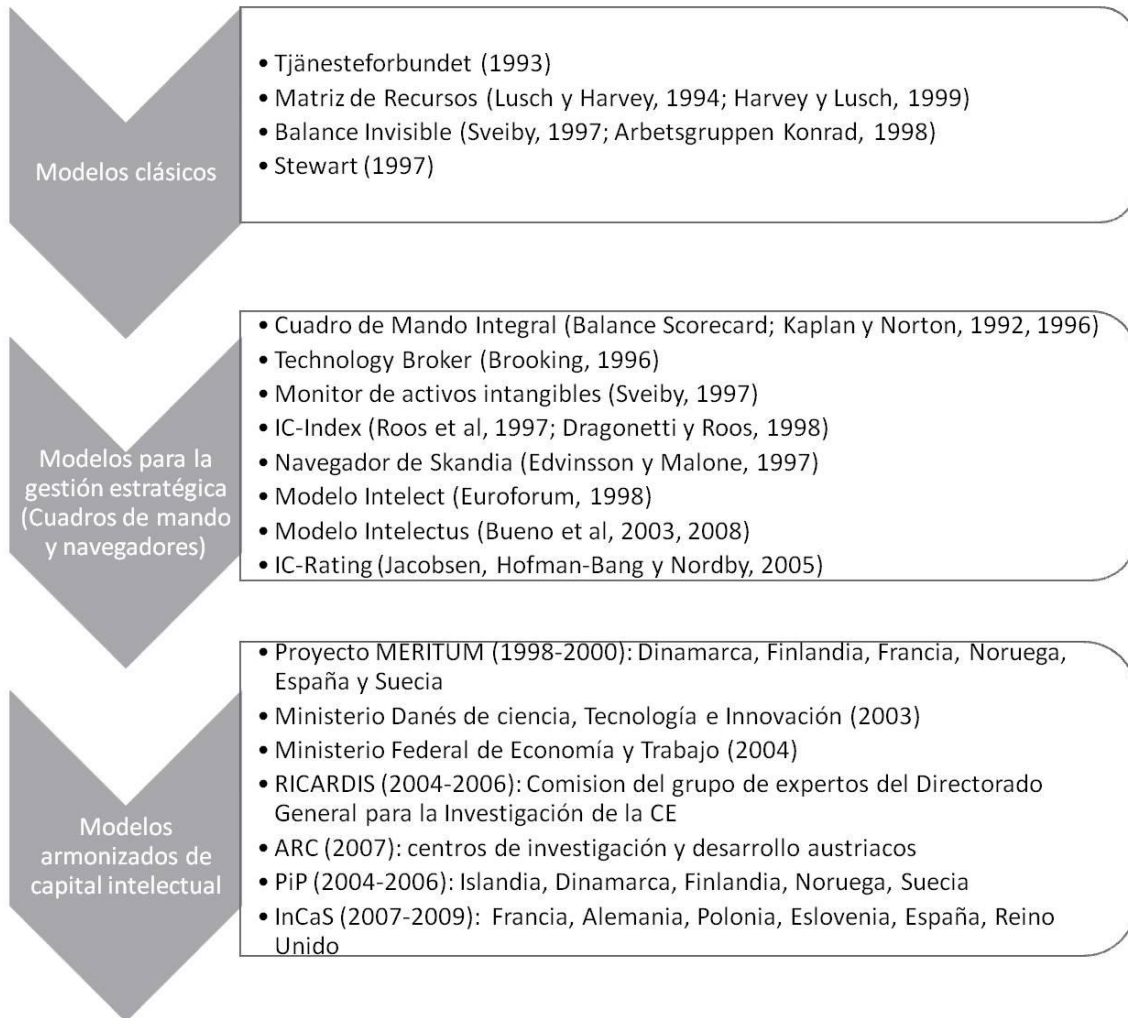 Modelos clásicos
• Tjänesteforbundet (1993)
• Matriz de Recursos (Lusch y Harvey, 1994; Harvey y Lusch, 1999)
• Balance Invisible (Sveiby, 1997; Arbetsgruppen Konrad, 1998)
• Stewart (1997)
Modelos para la
gestión estratégica
(Cuadros de mando
y navegadores)
• Cuadro de Mando Integral (Balance Scorecard; Kaplan y Norton, 1992, 1996)
• Technology Broker (Brooking, 1996)
• Monitor de activos intangibles (Sveiby, 1997)
• IC-Index (Roos et al, 1997; Dragonetti y Roos, 1998)
• Navegador de Skandia (Edvinsson y Malone, 1997)
• Modelo Intelect (Euroforum, 1998)
• Modelo Intelectus (Bueno et al, 2003, 2008)
• IC-Rating (Jacobsen, Hofman-Bang y Nordby, 2005)
Modelos
armonizados de
capital intelectual
• Proyecto MERITUM (1998-2000): Dinamarca, Finlandia, Francia, Noruega,
España y Suecia
• Ministerio Danés de ciencia, Tecnología e Innovación (2003)
• Ministerio Federal de Economía y Trabajo (2004)
• RICARDIS (2004-2006): Comision del grupo de expertos del Directorado
General para la Investigación de la CE
• ARC (2007): centros de investigación y desarrollo austriacos
• PiP (2004-2006): Islandia, Dinamarca, Finlandia, Noruega, Suecia
• InCaS (2007-2009): Francia, Alemania, Polonia, Eslovenia, España, Reino
Unido